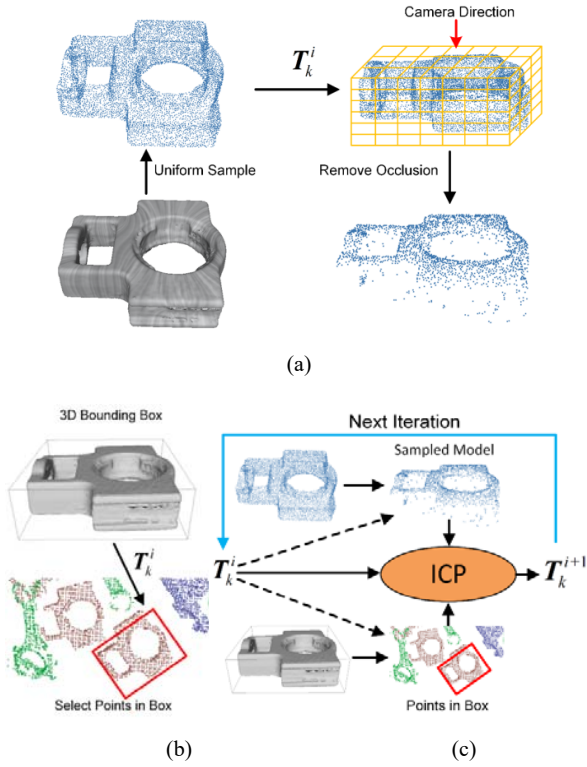 Camera Direction
T_k^i
Uniform Sample
Remove Occlusion
(a)
3D Bounding Box
T_k^i
Select Points in Box
(b)
Next Iteration
Sampled Model
T_k^i
ICP
T_k^{i+1}
Points in Box
(c)